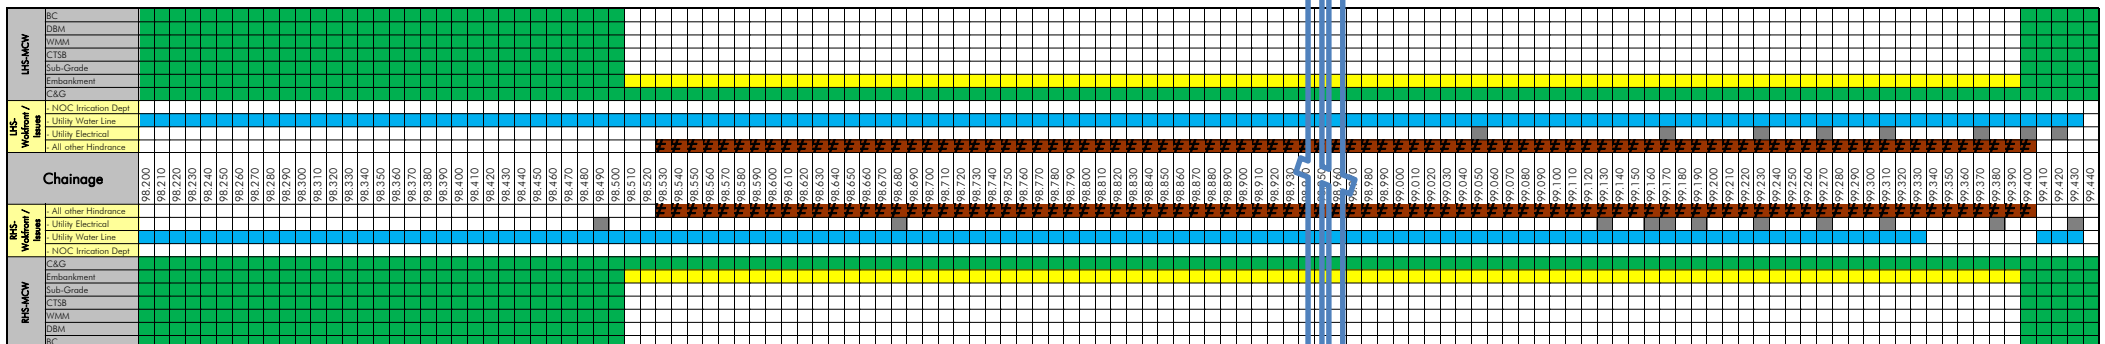 LHS-MCW
BC
DBM
WMM
CTSB
Sub-Grade
Embankment
C&G
LHS- Wokfront / Issues
- NOC Irrication Dept
- Utility Water Line
- Utility Electrical
- All other Hindrance
Chainage
98.200 98.210 98.220 98.230 98.240 98.250 98.260 98.270 98.280 98.290 98.300 98.310 98.320 98.330 98.340 98.350 98.360 98.370 98.380 98.390 98.400 98.410 98.420 98.430 98.440 98.450 98.460 98.470 98.480 98.490 98.500 98.510 98.520 98.530 98.540 98.550 98.560 98.570 98.580 98.590 98.600 98.610 98.620 98.630 98.640 98.650 98.660 98.670 98.680 98.690 98.700 98.710 98.720 98.730 98.740 98.750 98.760 98.770 98.780 98.790 98.800 98.810 98.820 98.830 98.840 98.850 98.860 98.870 98.880 98.890 98.900 98.910 98.920 98.930 98.980 98.990 99.000 99.010 99.020 99.030 99.040 99.050 99.060 99.070 99.080 99.090 99.100 99.110 99.120 99.130 99.140 99.150 99.160 99.170 99.180 99.190 99.200 99.210 99.220 99.230 99.240 99.250 99.260 99.270 99.280 99.290 99.300 99.310 99.320 99.330 99.340 99.350 99.360 99.370 99.380 99.390 99.400 99.410 99.420 99.430 99.440
RHS- Wokfront / Issues
- All other Hindrance
- Utility Electrical
- Utility Water Line
- NOC Irrication Dept
RHS-MCW
C&G
Embankment
Sub-Grade
CTSB
WMM
DBM
BC